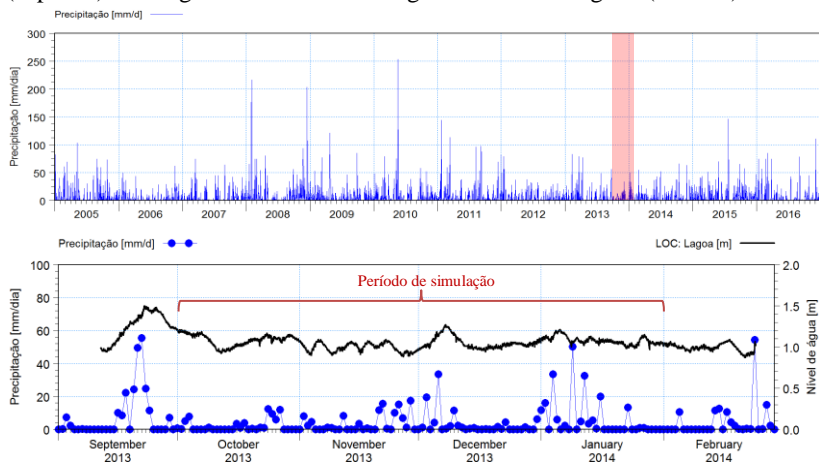 Precipitação [mm/d]
Precipitação [mm/dia]
300
250
200
150
100
50
0
2005 2006 2007 2008 2009 2010 2011 2012 2013 2014 2015 2016
Precipitação [mm/d] LOC: Lagoa [m]
Período de simulação
Precipitação [mm/dia]
100
80
60
40
20
0
Nível de água [m]
2.0
1.5
1.0
0.5
0.0
September October November December January February
2013 2013 2013 2013 2014 2014